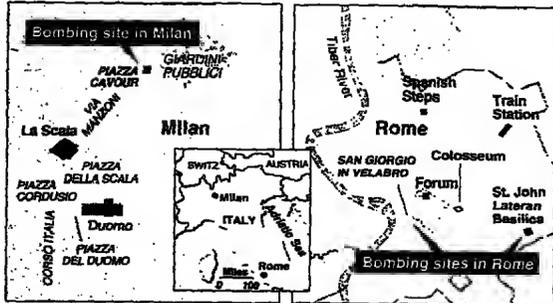 Bombing site in Milan
GIARDINI
PUBBLICI
PIAZZA
CAVOUR
VIA
MANZONI
La Scala
Milan
PIAZZA
DELLA SCALA
PIAZZA
CORDUSIO
Duomo
CORSO ITALIA
PIAZZA
DEL DUOMO
SWITZ.
AUSTRIA
Milan
ITALY
Adriatic Sea
Rome
Miles
0 200
Tiber River
Spanish
Steps
Train
Station
Rome
SAN GIORGIO
IN VELABRO
Colosseum
Forum
St. John
Lateran
Basilica
Bombing sites in Rome